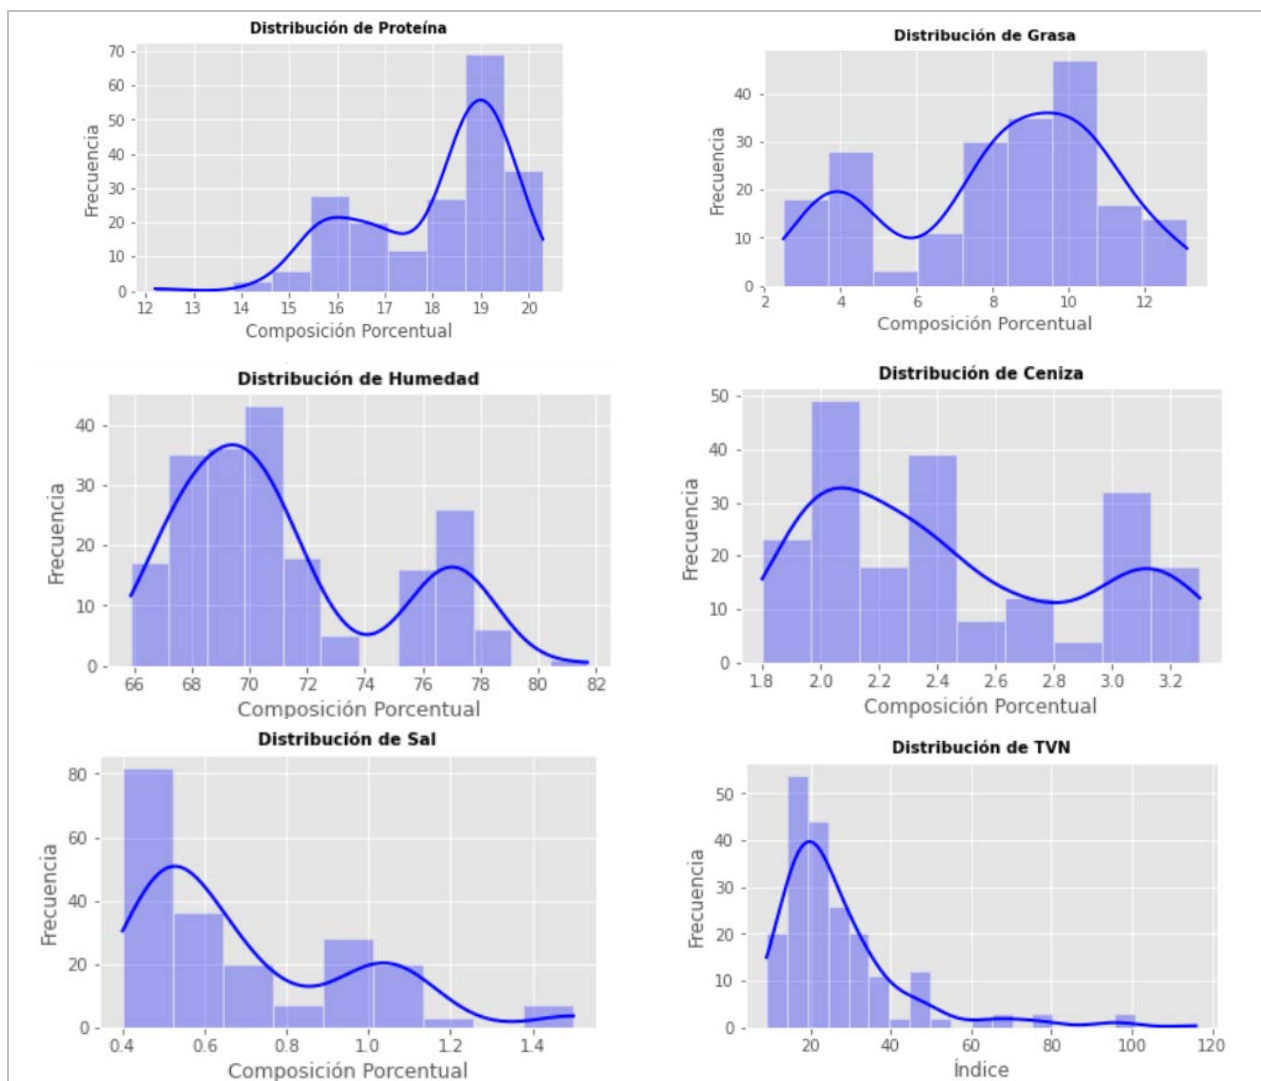 Distribución de Proteína
70
60
50
40
30
20
10
0
Frecuencia
12 13 14 15 16 17 18 19 20
Composición Porcentual
Distribución de Grasa
40
30
20
10
0
Frecuencia
2 4 6 8 10 12
Composición Porcentual
Distribución de Humedad
40
30
20
10
0
Frecuencia
66 68 70 72 74 76 78 80 82
Composición Porcentual
Distribución de Ceniza
50
40
30
20
10
0
Frecuencia
1.8 2.0 2.2 2.4 2.6 2.8 3.0 3.2
Composición Porcentual
Distribución de Sal
80
60
40
20
0
Frecuencia
0.4 0.6 0.8 1.0 1.2 1.4
Composición Porcentual
Distribución de TVN
50
40
30
20
10
0
Frecuencia
20 40 60 80 100 120
Índice